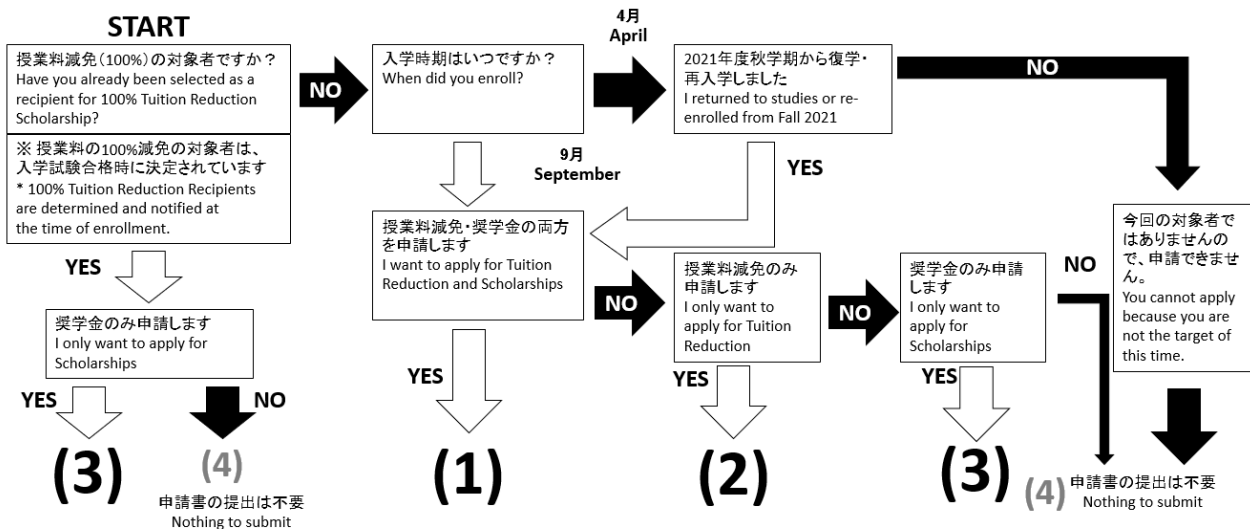 START
授業料減免(100%)の対象者ですか？
Have you already been selected as a
recipient for 100% Tuition Reduction
Scholarship?
※ 授業料の100%減免の対象者は、
入学試験合格時に決定されています
* 100% Tuition Reduction Recipients
are determined and notified at
the time of enrollment.
NO
入学時期はいつですか？
When did you enroll?
4月
April
2021年度秋学期から復学・
再入学しました
I returned to studies or re-
enrolled from Fall 2021
NO
9月
September
YES
YES
授業料減免・奨学金の両方
を申請します
I want to apply for Tuition
Reduction and Scholarships
NO
授業料減免のみ
申請します
I only want to
apply for Tuition
Reduction
NO
奨学金のみ申請
します
I only want to
apply for
Scholarships
NO
今回の対象者で
はありませんの
で、申請できませ
ん。
You cannot apply
because you are
not the target of
this time.
奨学金のみ申請します
I only want to apply for
Scholarships
YES
NO
YES
YES
YES
(3)
(4)
申請書の提出は不要
Nothing to submit
(1)
(2)
(3)
(4)
申請書の提出は不要
Nothing to submit